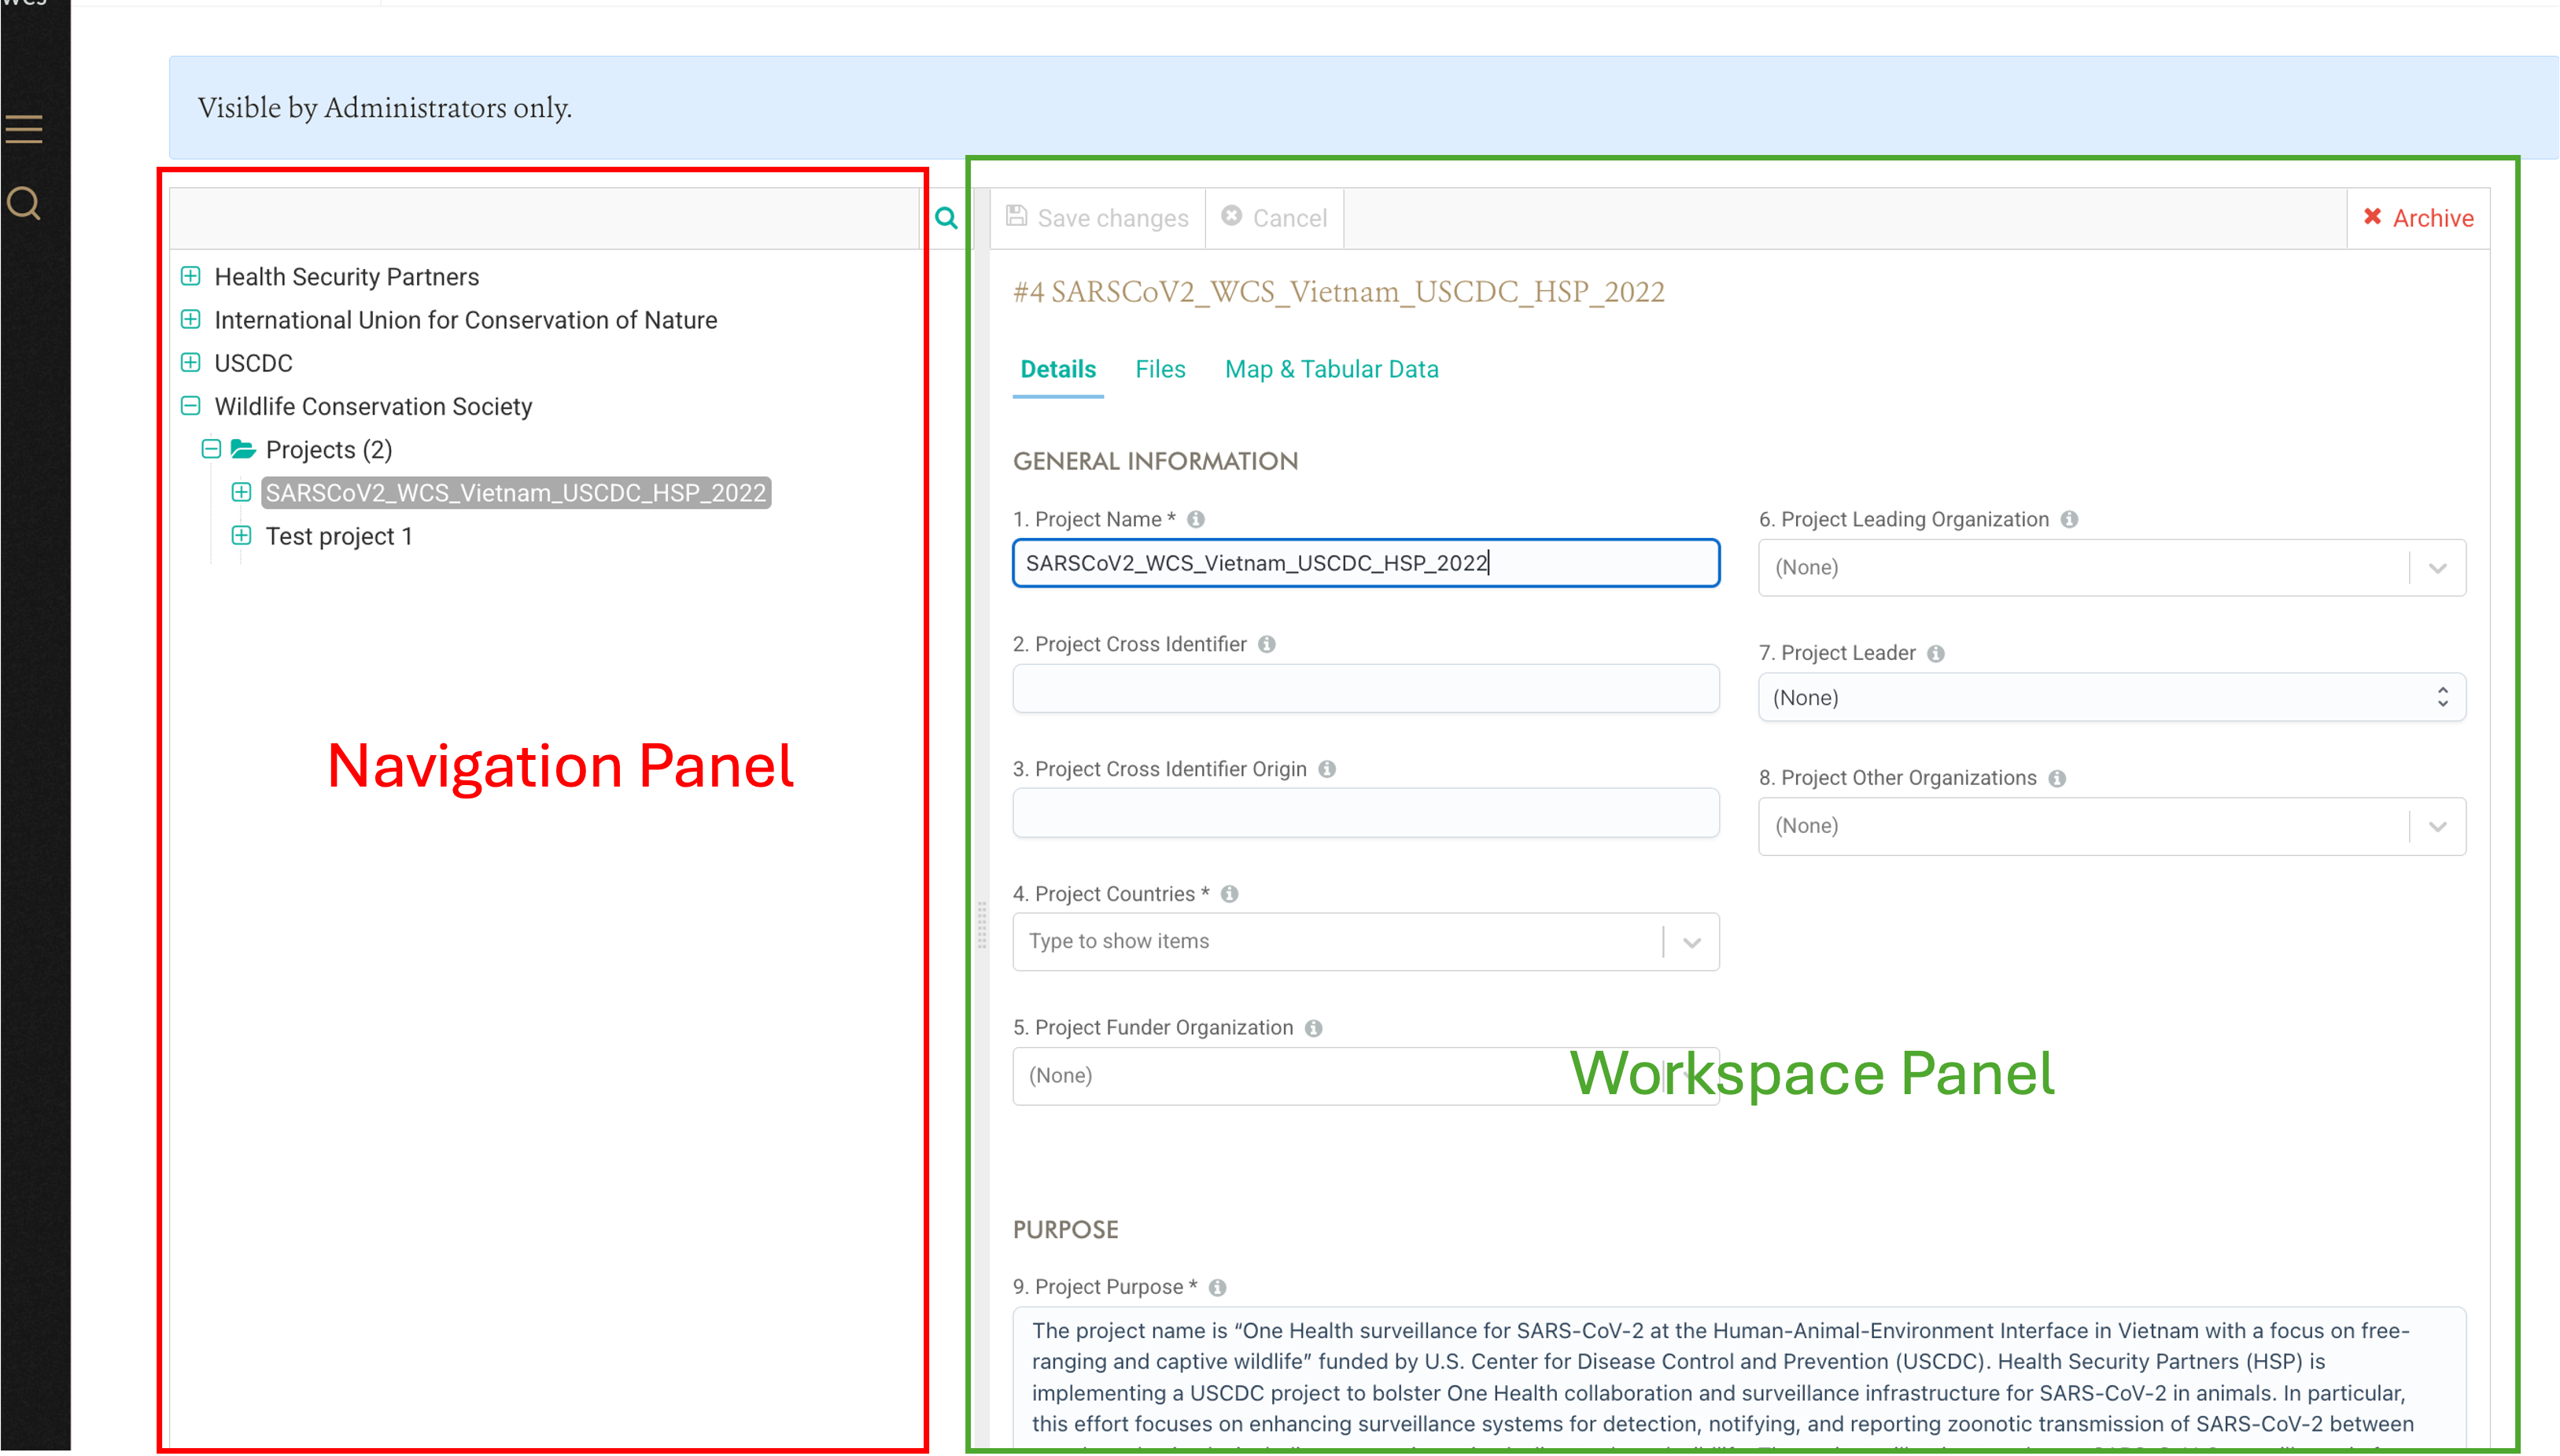 WCS
Visible by Administrators only.
Health Security Partners
International Union for Conservation of Nature
USCDC
Wildlife Conservation Society
Projects (2)
SARSCoV2_WCS_Vietnam_USCDC_HSP_2022
Test project 1
Navigation Panel
Save changes
Cancel
Archive
#4 SARSCoV2_WCS_Vietnam_USCDC_HSP_2022
Details Files Map & Tabular Data
GENERAL INFORMATION
1. Project Name *
SARSCoV2_WCS_Vietnam_USCDC_HSP_2022
2. Project Cross Identifier
3. Project Cross Identifier Origin
4. Project Countries *
Type to show items
5. Project Funder Organization
(None)
6. Project Leading Organization
(None)
7. Project Leader
(None)
8. Project Other Organizations
(None)
Workspace Panel
PURPOSE
9. Project Purpose *
The project name is “One Health surveillance for SARS-CoV-2 at the Human-Animal-Environment Interface in Vietnam with a focus on free-
ranging and captive wildlife” funded by U.S. Center for Disease Control and Prevention (USCDC). Health Security Partners (HSP) is
implementing a USCDC project to bolster One Health collaboration and surveillance infrastructure for SARS-CoV-2 in animals. In particular,
this effort focuses on enhancing surveillance systems for detection, notifying, and reporting zoonotic transmission of SARS-CoV-2 between